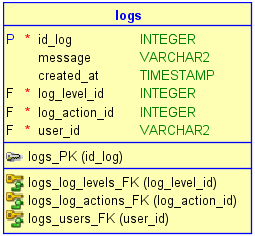 logs
P * id_log INTEGER
message VARCHAR2
created_at TIMESTAMP
F * log_level_id INTEGER
F * log_action_id INTEGER
F * user_id VARCHAR2
logs_PK (id_log)
logs_log_levels_FK (log_level_id)
logs_log_actions_FK (log_action_id)
logs_users_FK (user_id)